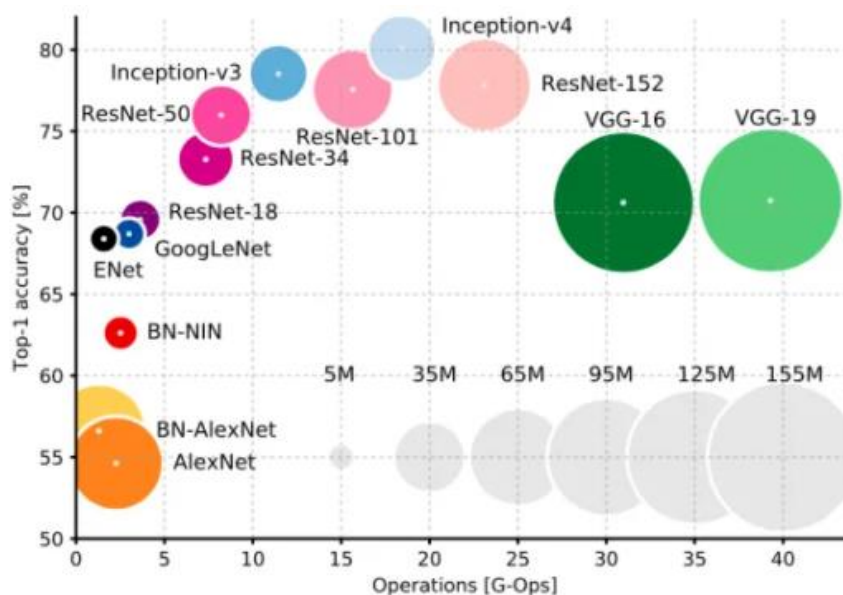 Top-1 accuracy [%]
80
75
70
65
60
55
50
Inception-v4
Inception-v3
ResNet-152
ResNet-50
ResNet-101
VGG-16
VGG-19
ResNet-34
ResNet-18
GoogLeNet
ENet
BN-NIN
5M 35M 65M 95M 125M 155M
BN-AlexNet
AlexNet
0 5 10 15 20 25 30 35 40
Operations [G-Ops]